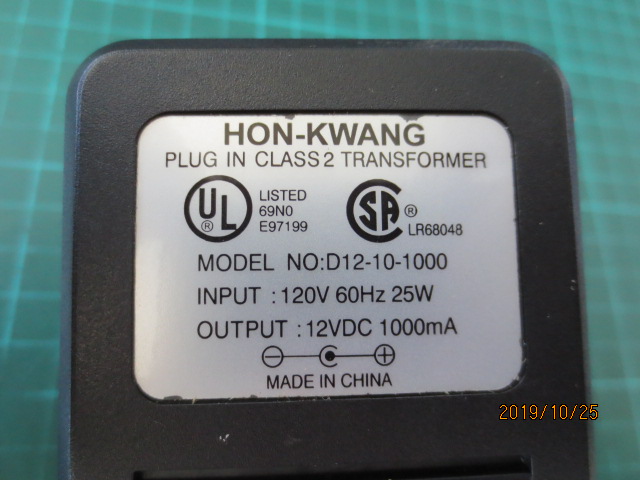 HON-KWANG
PLUG IN CLASS 2 TRANSFORMER
UL ®
LISTED
69N0
E97199
SA ®
LR68048
MODEL NO:D12-10-1000
INPUT : 120V 60Hz 25W
OUTPUT : 12VDC 1000mA
MADE IN CHINA
2019/10/25